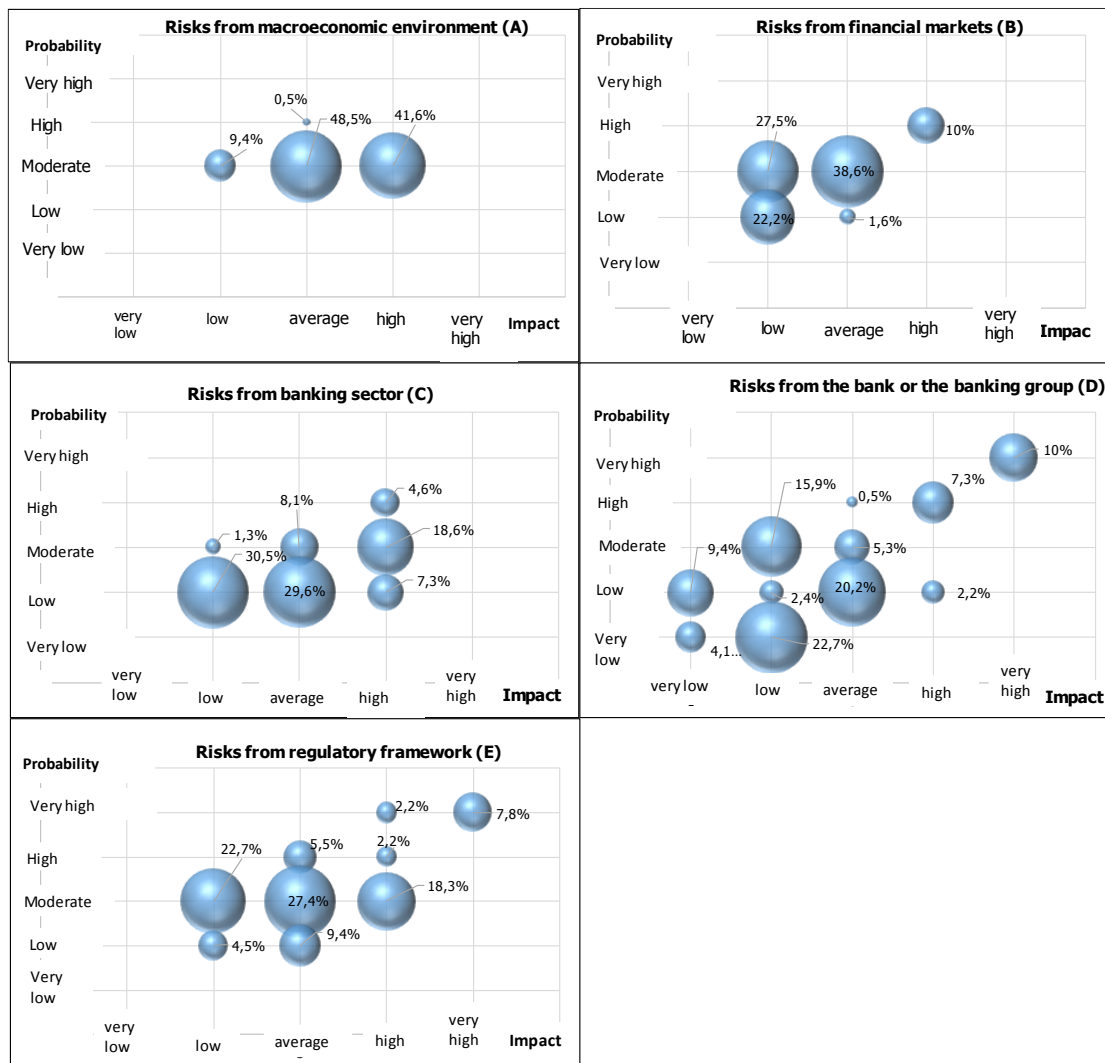 Risks from macroeconomic environment (A)
Probability
Very high
High
Moderate
Low
Very low
0,5%
48,5%
41,6%
9,4%
very low
low
average
high
very high
Impact
Risks from financial markets (B)
Probability
Very high
High
Moderate
Low
Very low
27,5%
10%
38,6%
22,2%
1,6%
very low
low
average
high
very high
Impac
Risks from banking sector (C)
Probability
Very high
High
Moderate
Low
Very low
4,6%
8,1%
1,3%
18,6%
30,5%
29,6%
7,3%
very low
low
average
high
very high
Impact
Risks from the bank or the banking group (D)
Probability
Very high
High
Moderate
Low
Very low
10%
15,9%
7,3%
0,5%
9,4%
5,3%
2,4%
20,2%
2,2%
4,1...
22,7%
very low
low
average
high
very high
Impact
Risks from regulatory framework (E)
Probability
Very high
High
Moderate
Low
Very low
2,2%
7,8%
22,7%
5,5%
2,2%
27,4%
18,3%
4,5%
9,4%
very low
low
average
high
very high
Impact